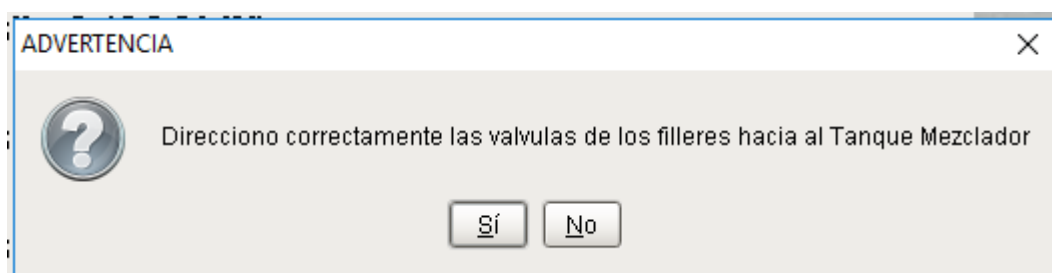 ADVERTENCIA
Direcciono correctamente las valvulas de los filleres hacia al Tanque Mezclador
Sí
No